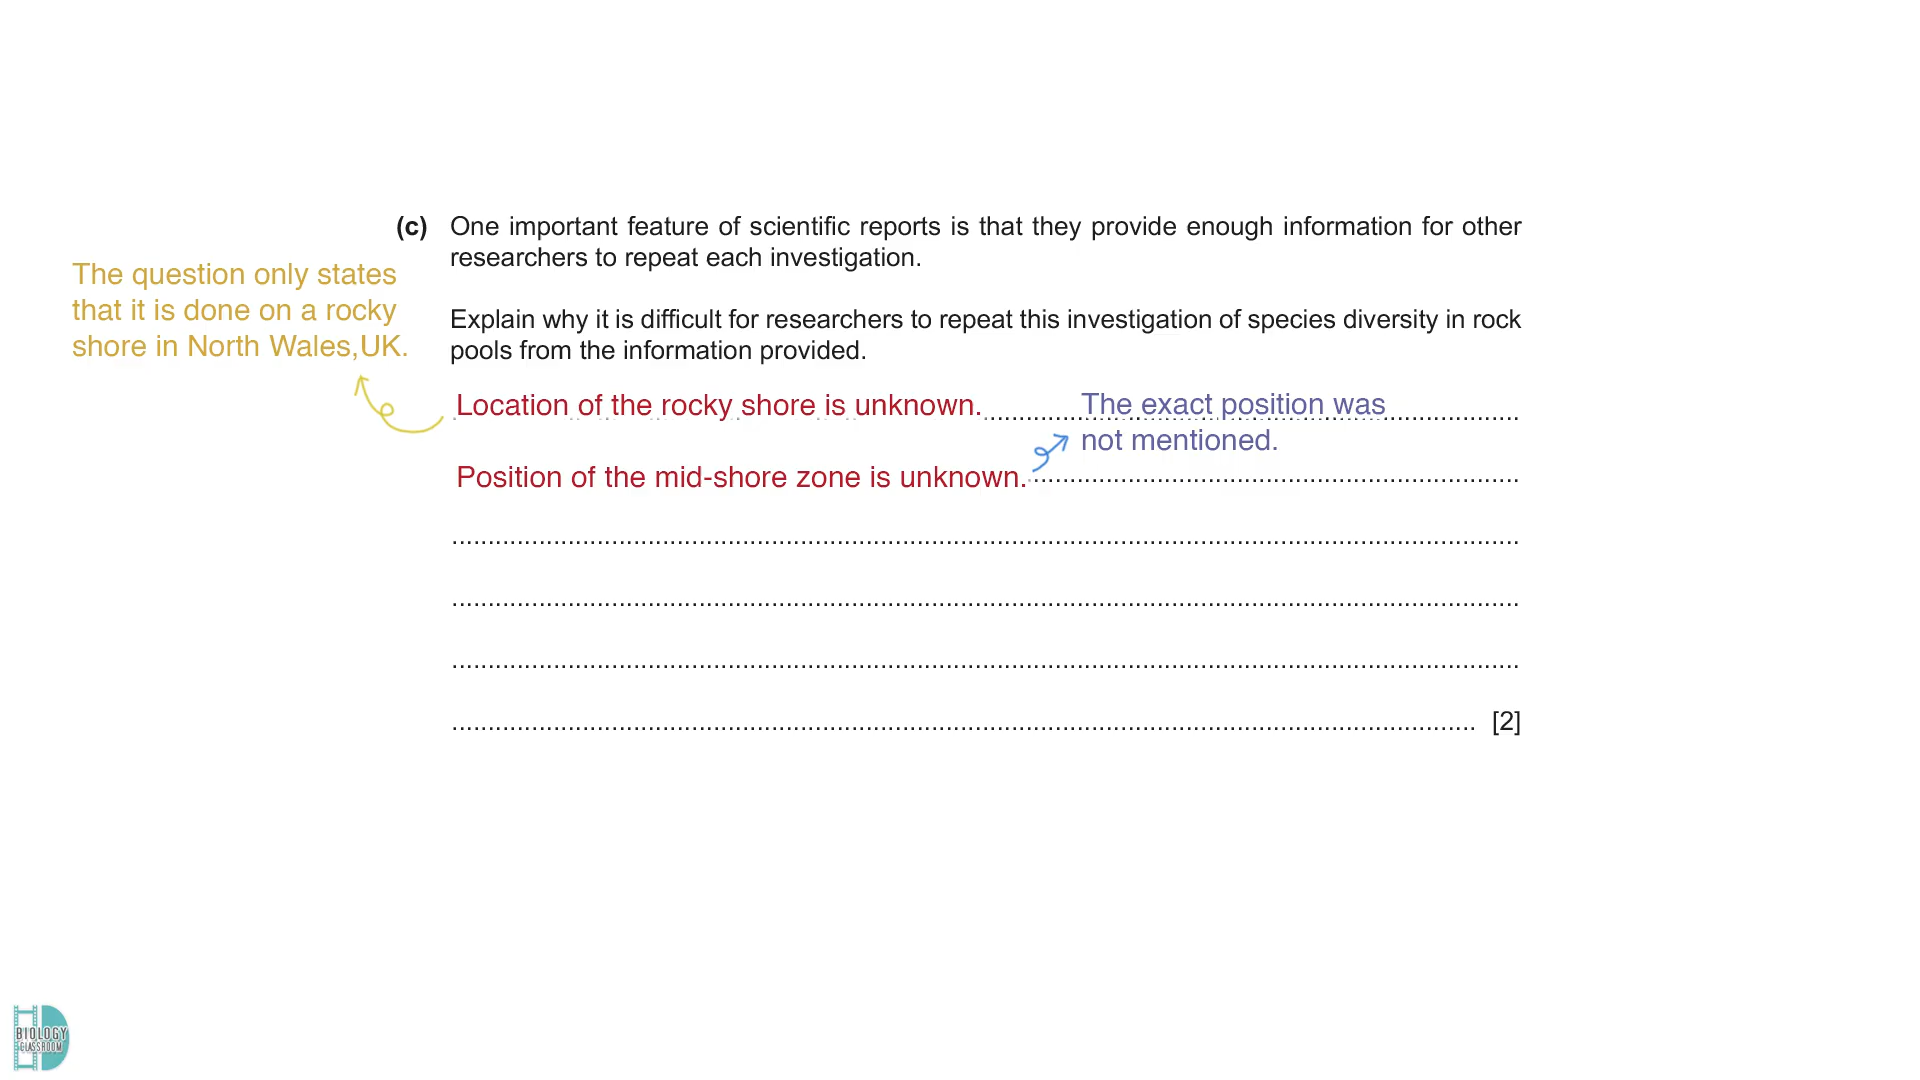 (c) One important feature of scientific reports is that they provide enough information for other
researchers to repeat each investigation.
The question only states
that it is done on a rocky
shore in North Wales,UK.
Explain why it is difficult for researchers to repeat this investigation of species diversity in rock
pools from the information provided.
Location of the rocky shore is unknown.
The exact position was
not mentioned.
Position of the mid-shore zone is unknown.
[2]
BIOLOGY
CLASSROOM